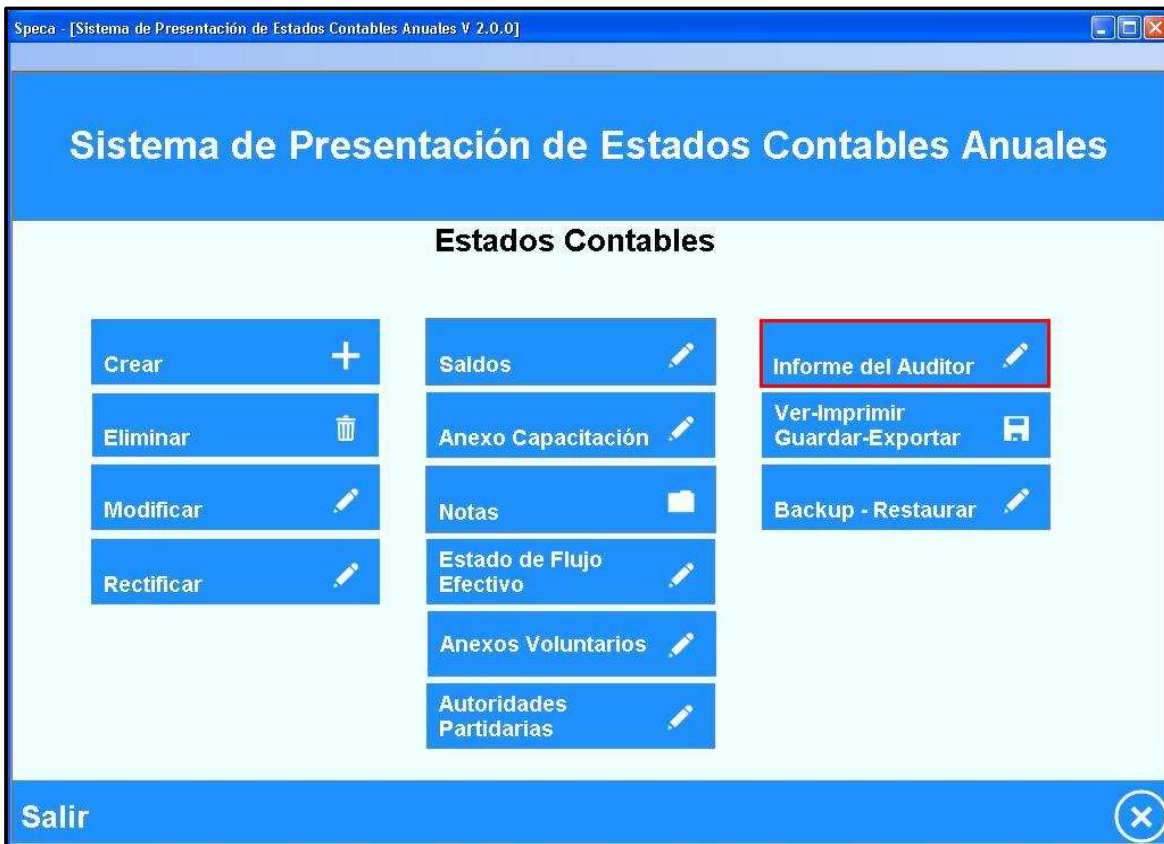 Speca - [Sistema de Presentación de Estados Contables Anuales V 2.0.0]
Sistema de Presentación de Estados Contables Anuales
Estados Contables
Crear
Eliminar
Modificar
Rectificar
Saldos
Anexo Capacitación
Notas
Estado de Flujo
Efectivo
Anexos Voluntarios
Autoridades
Partidarias
Informe del Auditor
Ver-Imprimir
Guardar-Exportar
Backup - Restaurar
Salir